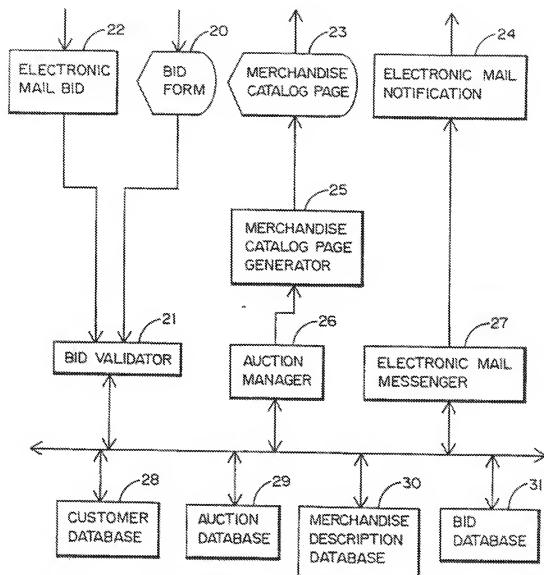 22
20
23
24
ELECTRONIC
MAIL BID
BID
FORM
MERCHANDISE
CATALOG PAGE
ELECTRONIC MAIL
NOTIFICATION
25
MERCHANDISE
CATALOG PAGE
GENERATOR
21
BID VALIDATOR
26
AUCTION
MANAGER
27
ELECTRONIC MAIL
MESSENGER
28
CUSTOMER
DATABASE
29
AUCTION
DATABASE
30
MERCHANDISE
DESCRIPTION
DATABASE
31
BID
DATABASE